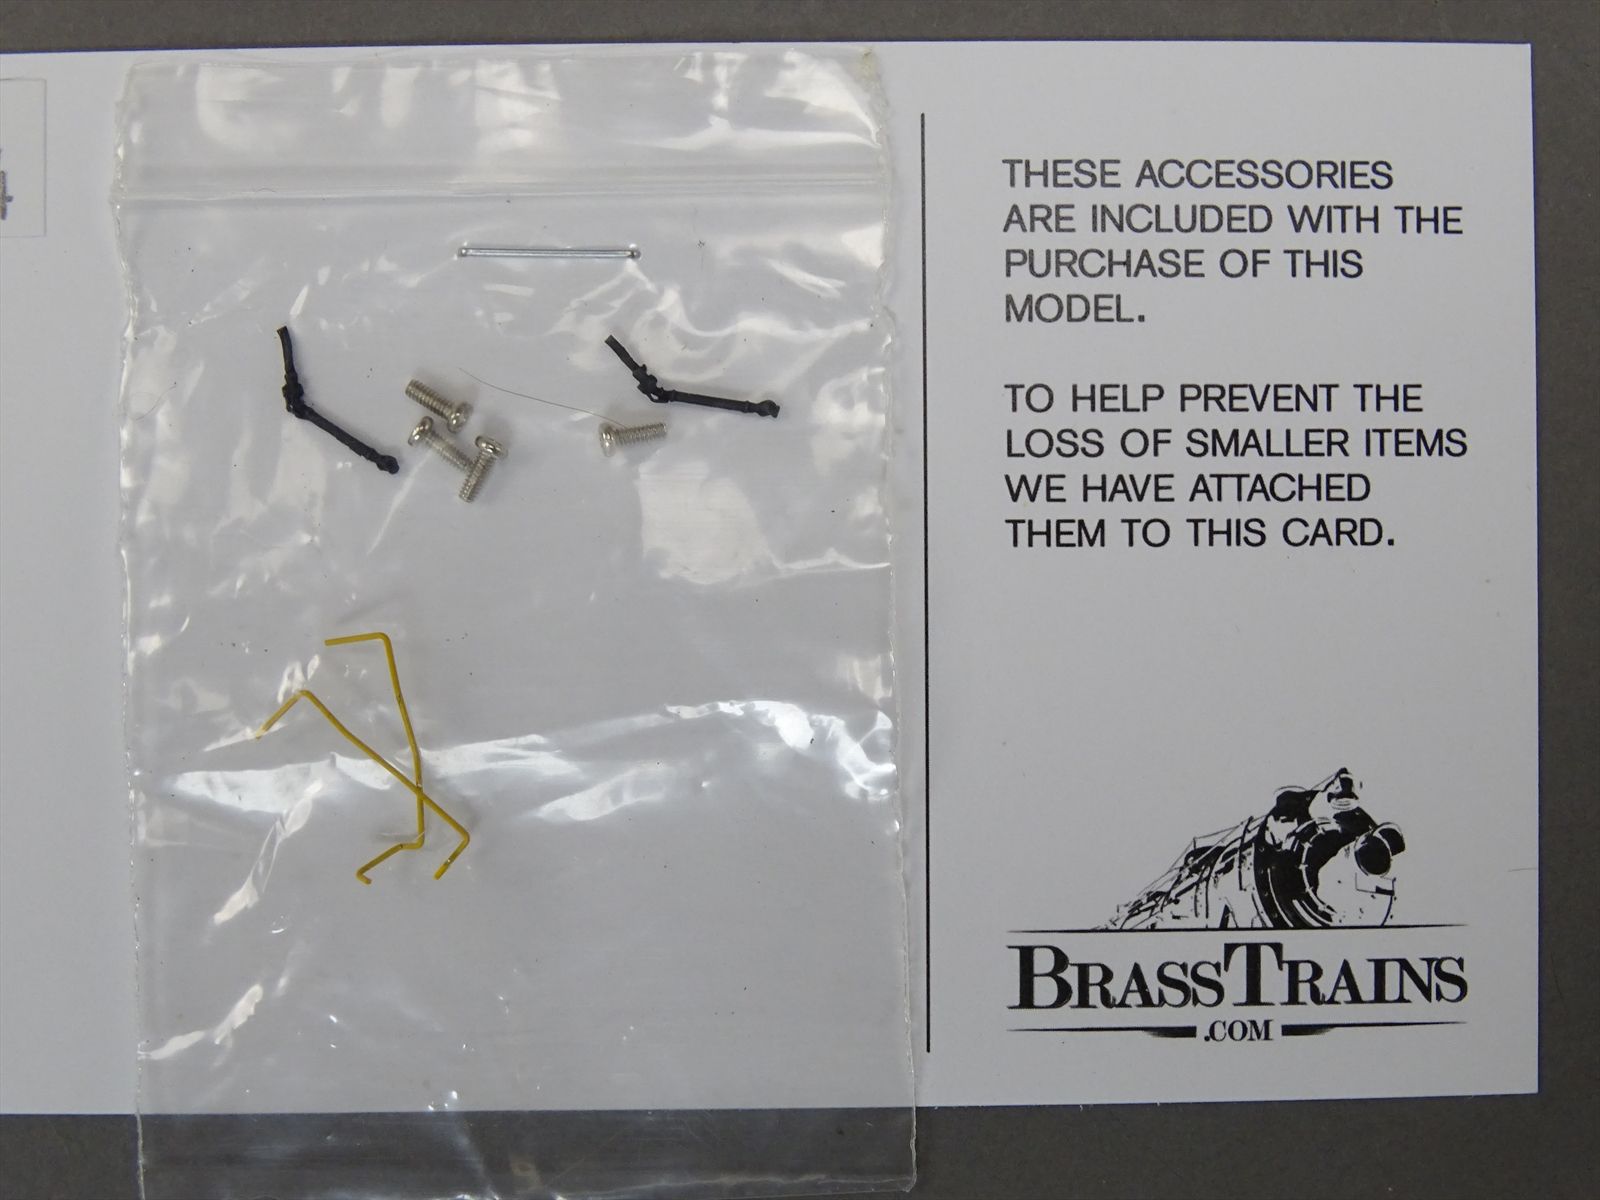 THESE ACCESSORIES
ARE INCLUDED WITH THE
PURCHASE OF THIS
MODEL.
TO HELP PREVENT THE
LOSS OF SMALLER ITEMS
WE HAVE ATTACHED
THEM TO THIS CARD.
BRASSTRAINS
.COM